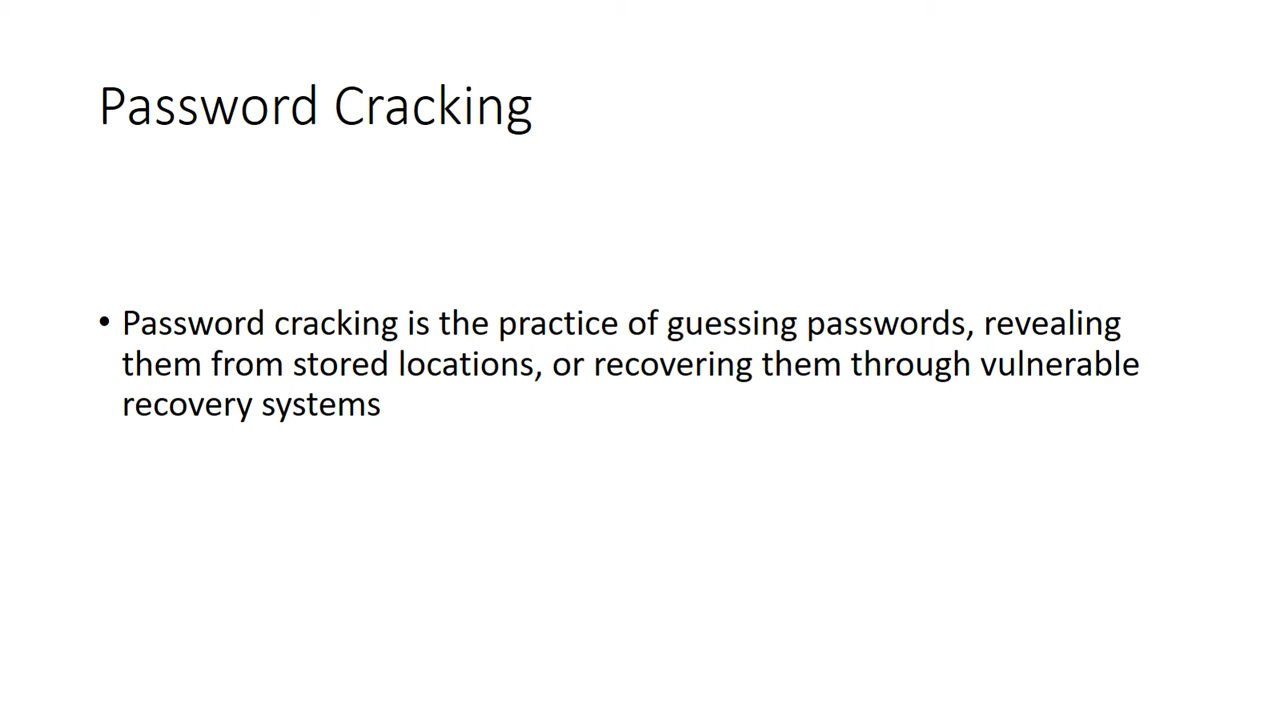 Password Cracking
• Password cracking is the practice of guessing passwords, revealing
them from stored locations, or recovering them through vulnerable
recovery systems